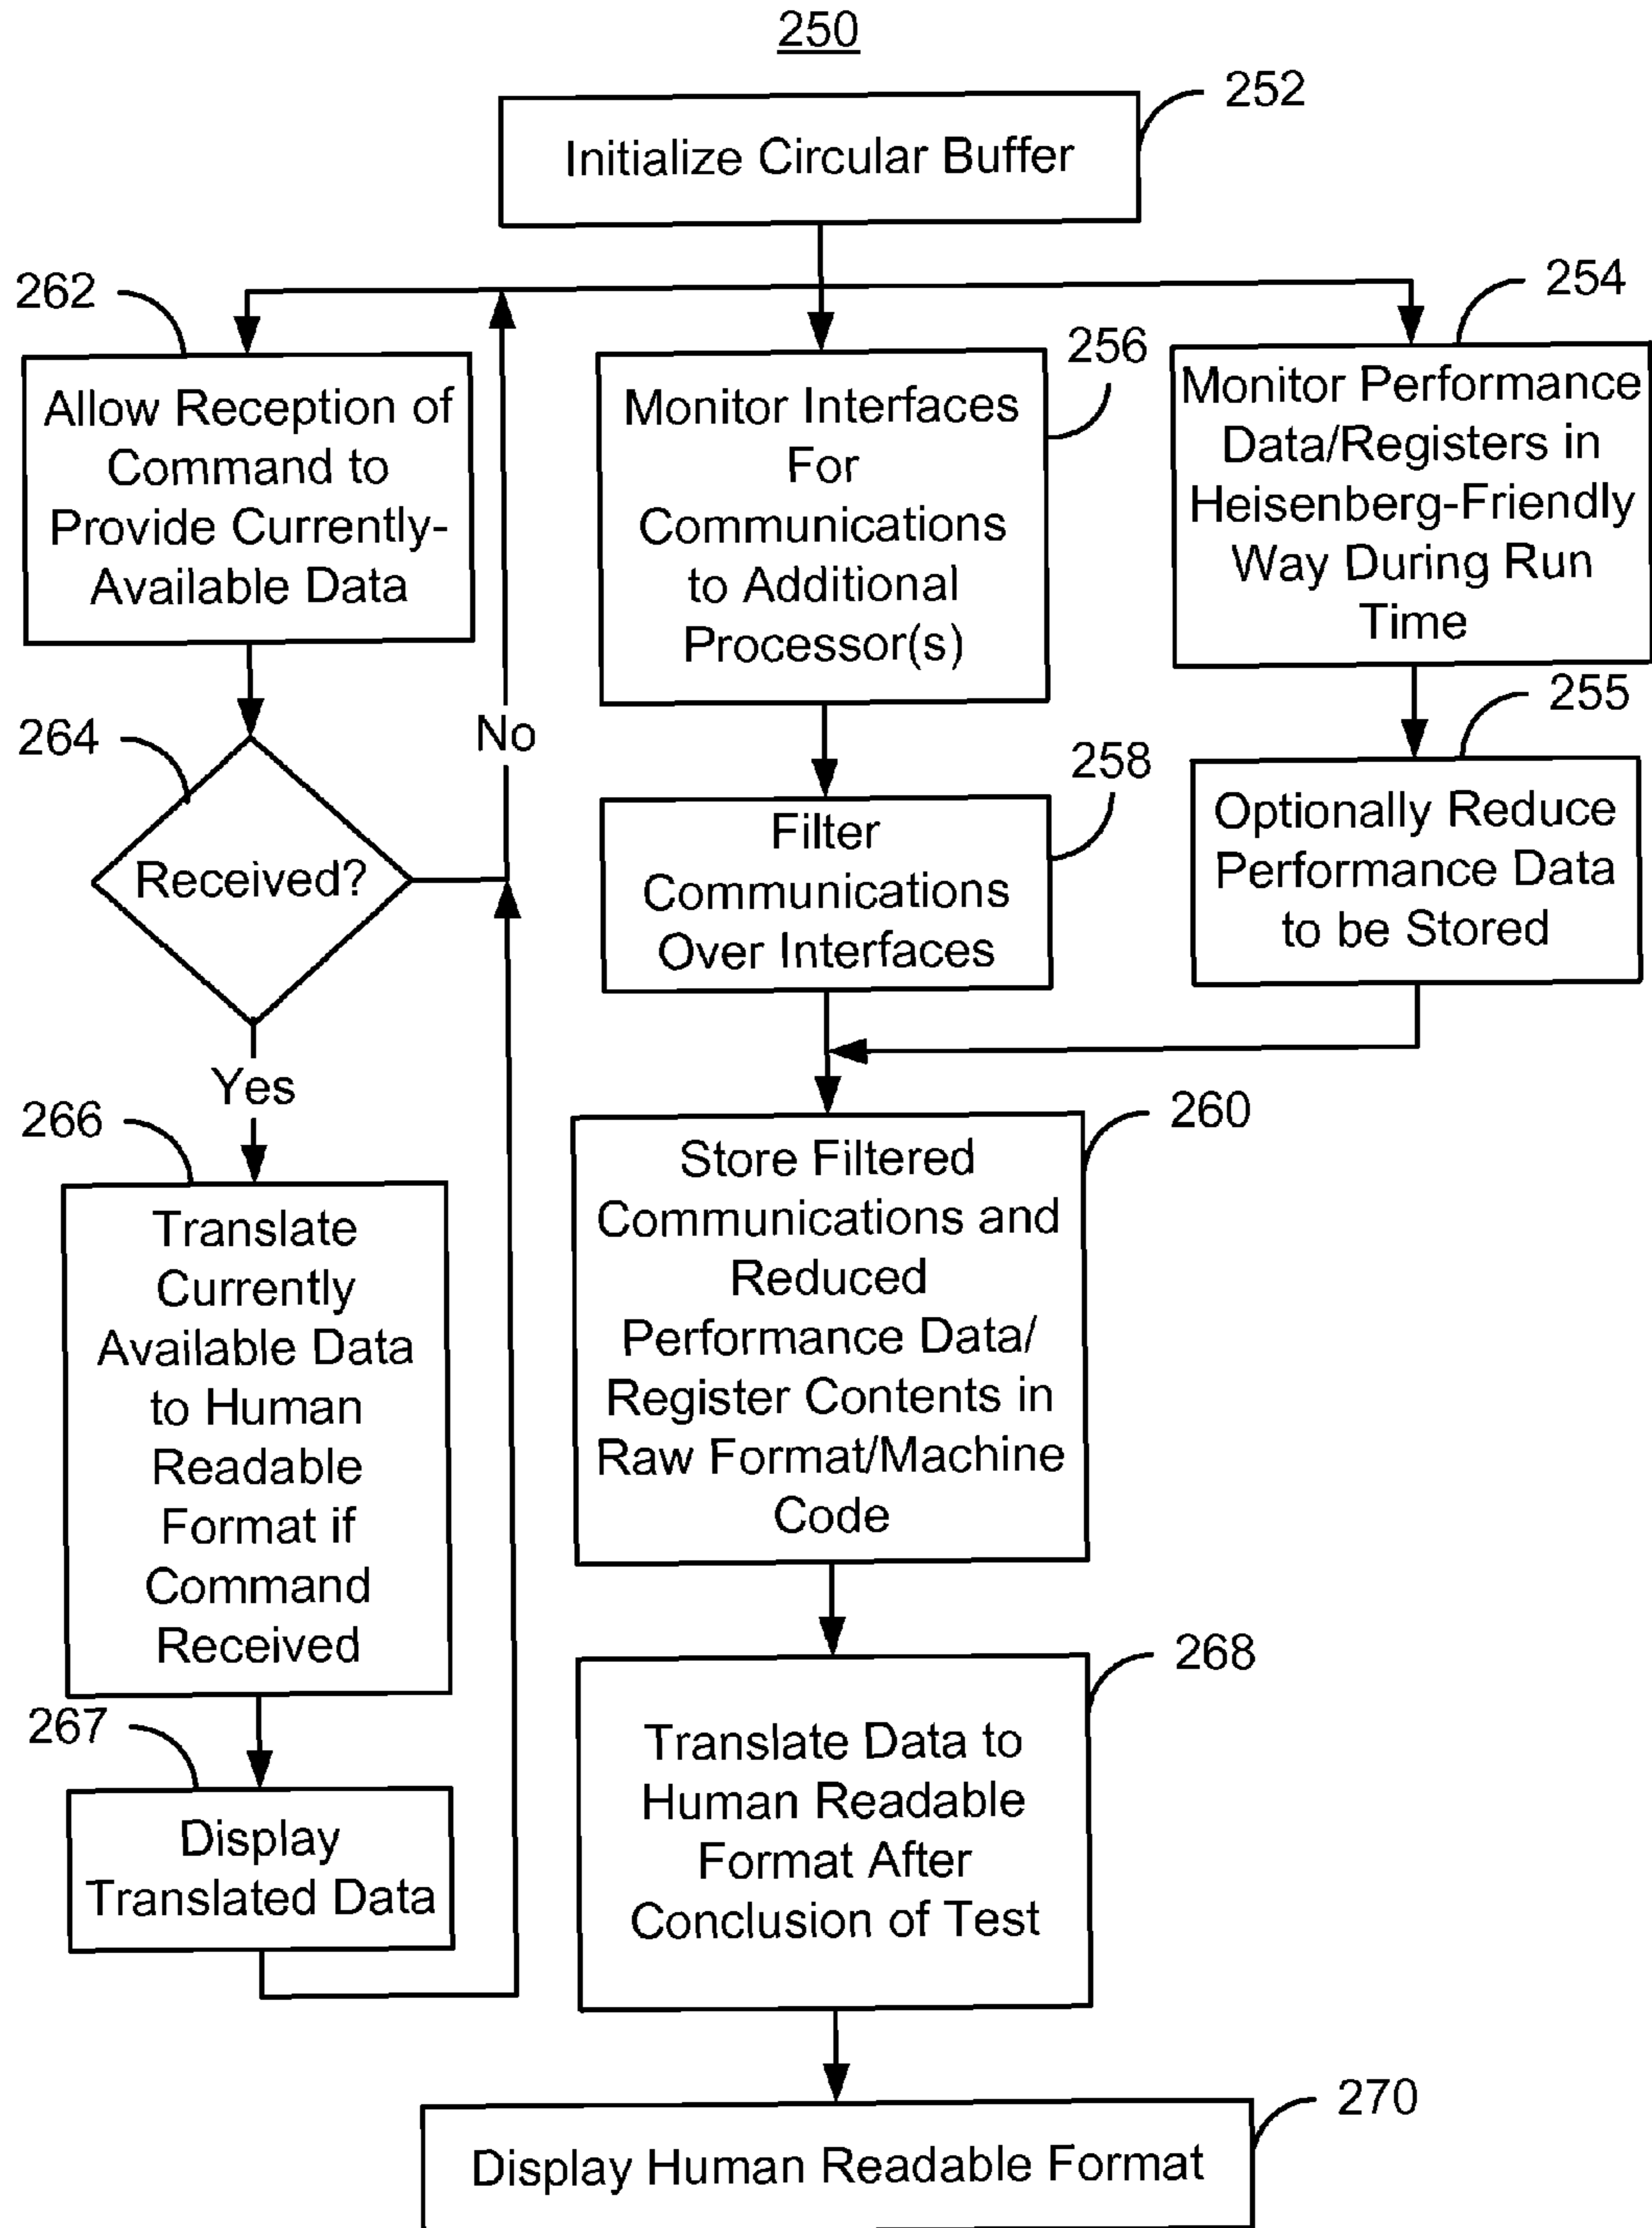 250
252
Initialize Circular Buffer
262
254
256
Allow Reception of
Command to
Provide Currently-
Available Data
Monitor Interfaces
For
Communications
to Additional
Processor(s)
Monitor Performance
Data/Registers in
Heisenberg-Friendly
Way During Run
Time
264
No
255
258
Received?
Filter
Communications
Over Interfaces
Optionally Reduce
Performance Data
to be Stored
Yes
266
260
Translate
Currently
Available Data
to Human
Readable
Format if
Command
Received
Store Filtered
Communications and
Reduced
Performance Data/
Register Contents in
Raw Format/Machine
Code
267
268
Display
Translated Data
Translate Data to
Human Readable
Format After
Conclusion of Test
270
Display Human Readable Format